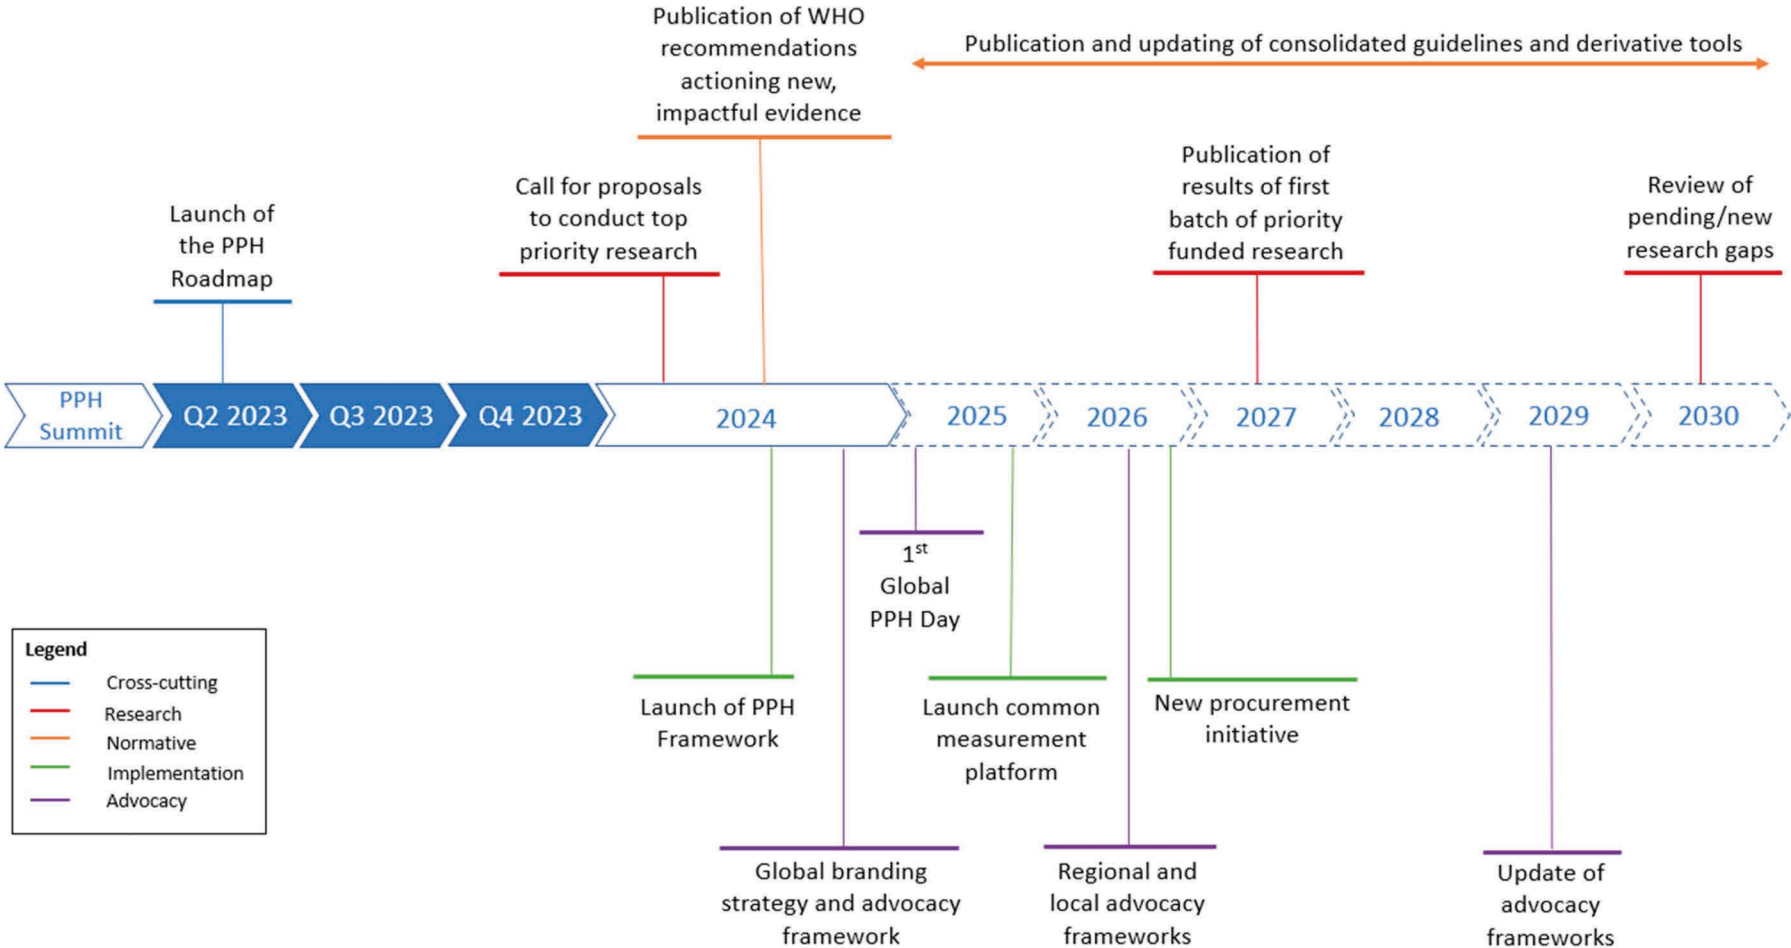 Publication of WHO
recommendations
actioning new,
impactful evidence
Publication and updating of consolidated guidelines and derivative tools
Launch of
the PPH
Roadmap
Call for proposals
to conduct top
priority research
Publication of
results of first
batch of priority
funded research
Review of
pending/new
research gaps
PPH
Summit
Q2 2023
Q3 2023
Q4 2023
2024
2025
2026
2027
2028
2029
2030
1st
Global
PPH Day
Launch of PPH
Framework
Launch common
measurement
platform
New procurement
initiative
Global branding
strategy and advocacy
framework
Regional and
local advocacy
frameworks
Update of
advocacy
frameworks
Legend
Cross-cutting
Research
Normative
Implementation
Advocacy